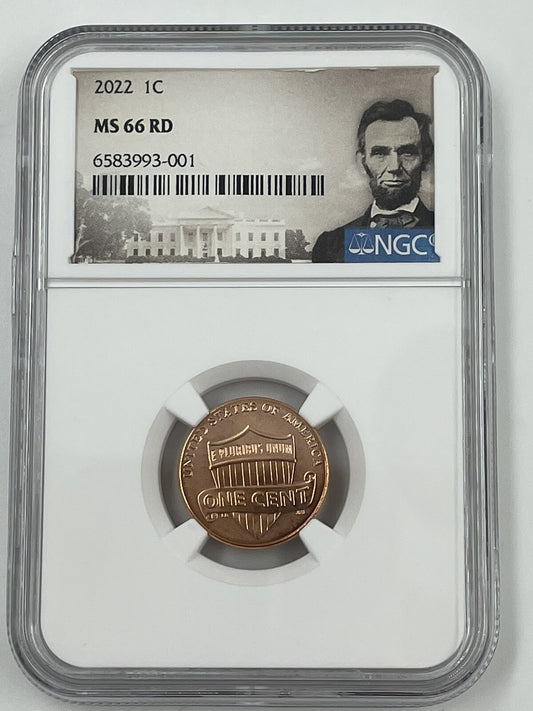 2022 1C
MS 66 RD
6583993-001
NGC
UNITED STATES OF AMERICA
E PLURIBUS UNUM
ONE CENT